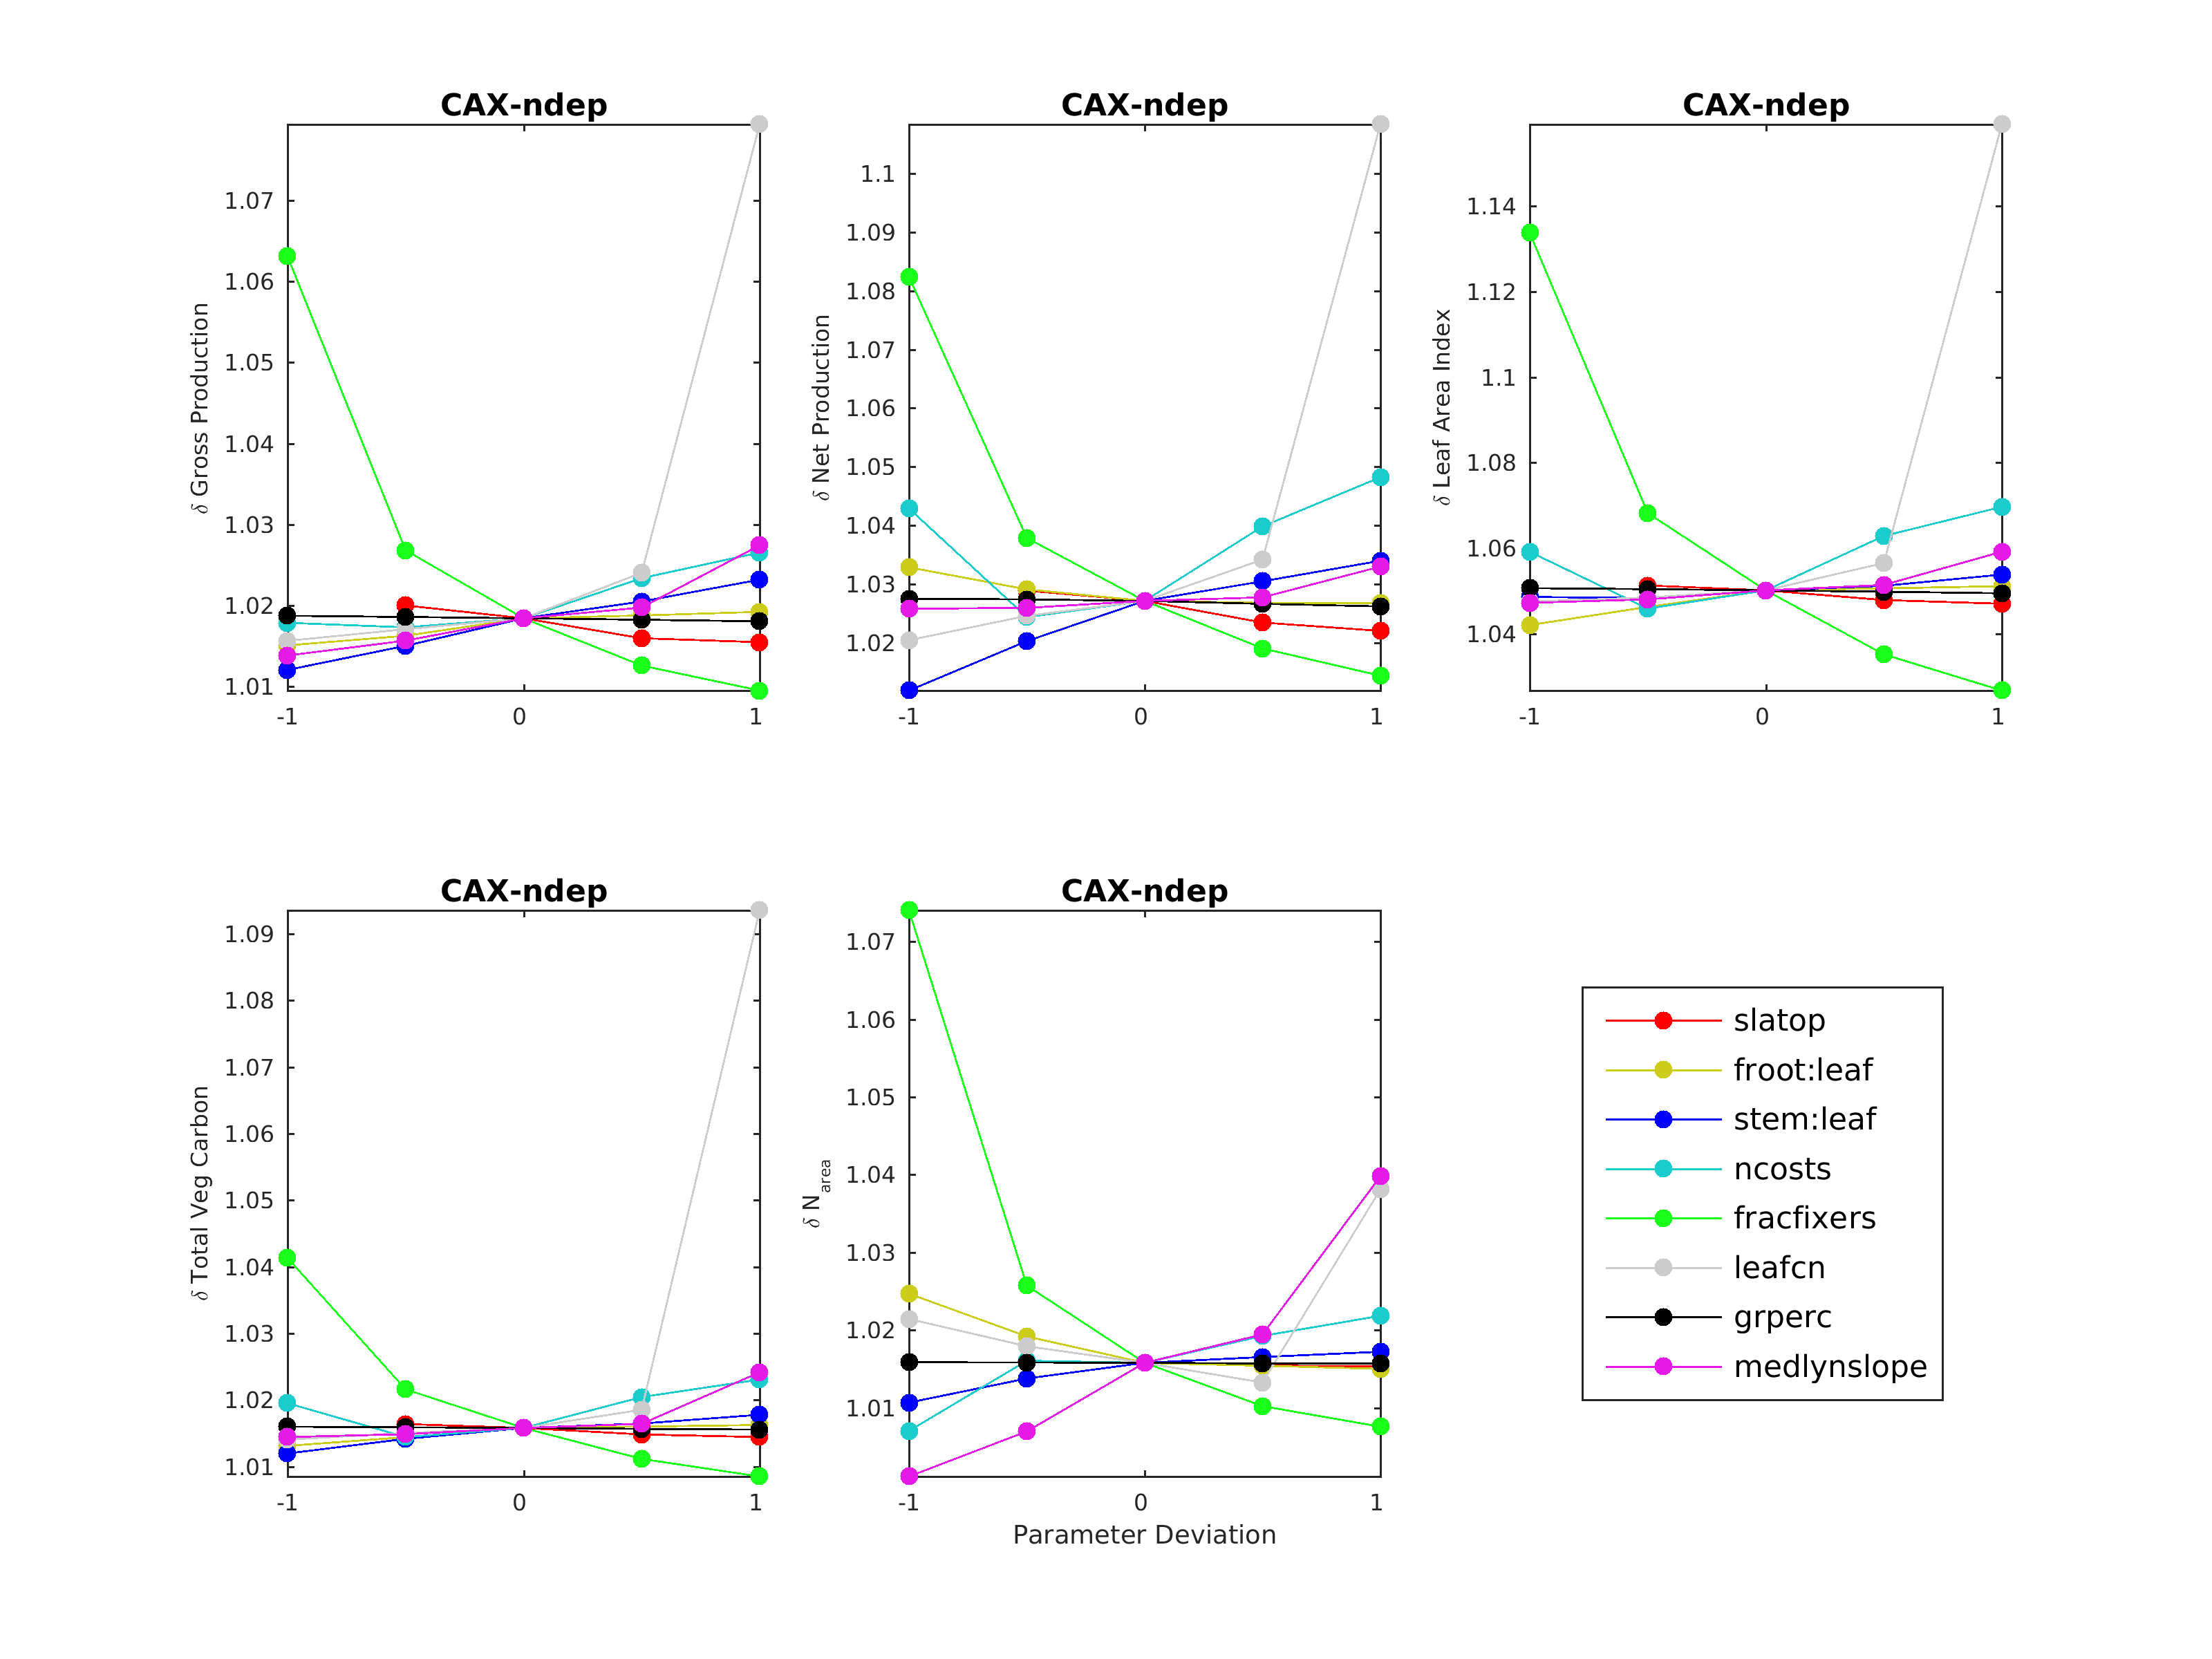 CAX-ndep
δ Gross Production
1.07
1.06
1.05
1.04
1.03
1.02
1.01
-1 0 1
CAX-ndep
δ Net Production
1.1
1.09
1.08
1.07
1.06
1.05
1.04
1.03
1.02
-1 0 1
CAX-ndep
δ Leaf Area Index
1.14
1.12
1.1
1.08
1.06
1.04
-1 0 1
CAX-ndep
δ Total Veg Carbon
1.09
1.08
1.07
1.06
1.05
1.04
1.03
1.02
1.01
-1 0 1
CAX-ndep
δ N area
1.07
1.06
1.05
1.04
1.03
1.02
1.01
-1 0 1
Parameter Deviation
slatop
froot:leaf
stem:leaf
ncosts
fracfixers
leafcn
grperc
medlynslope